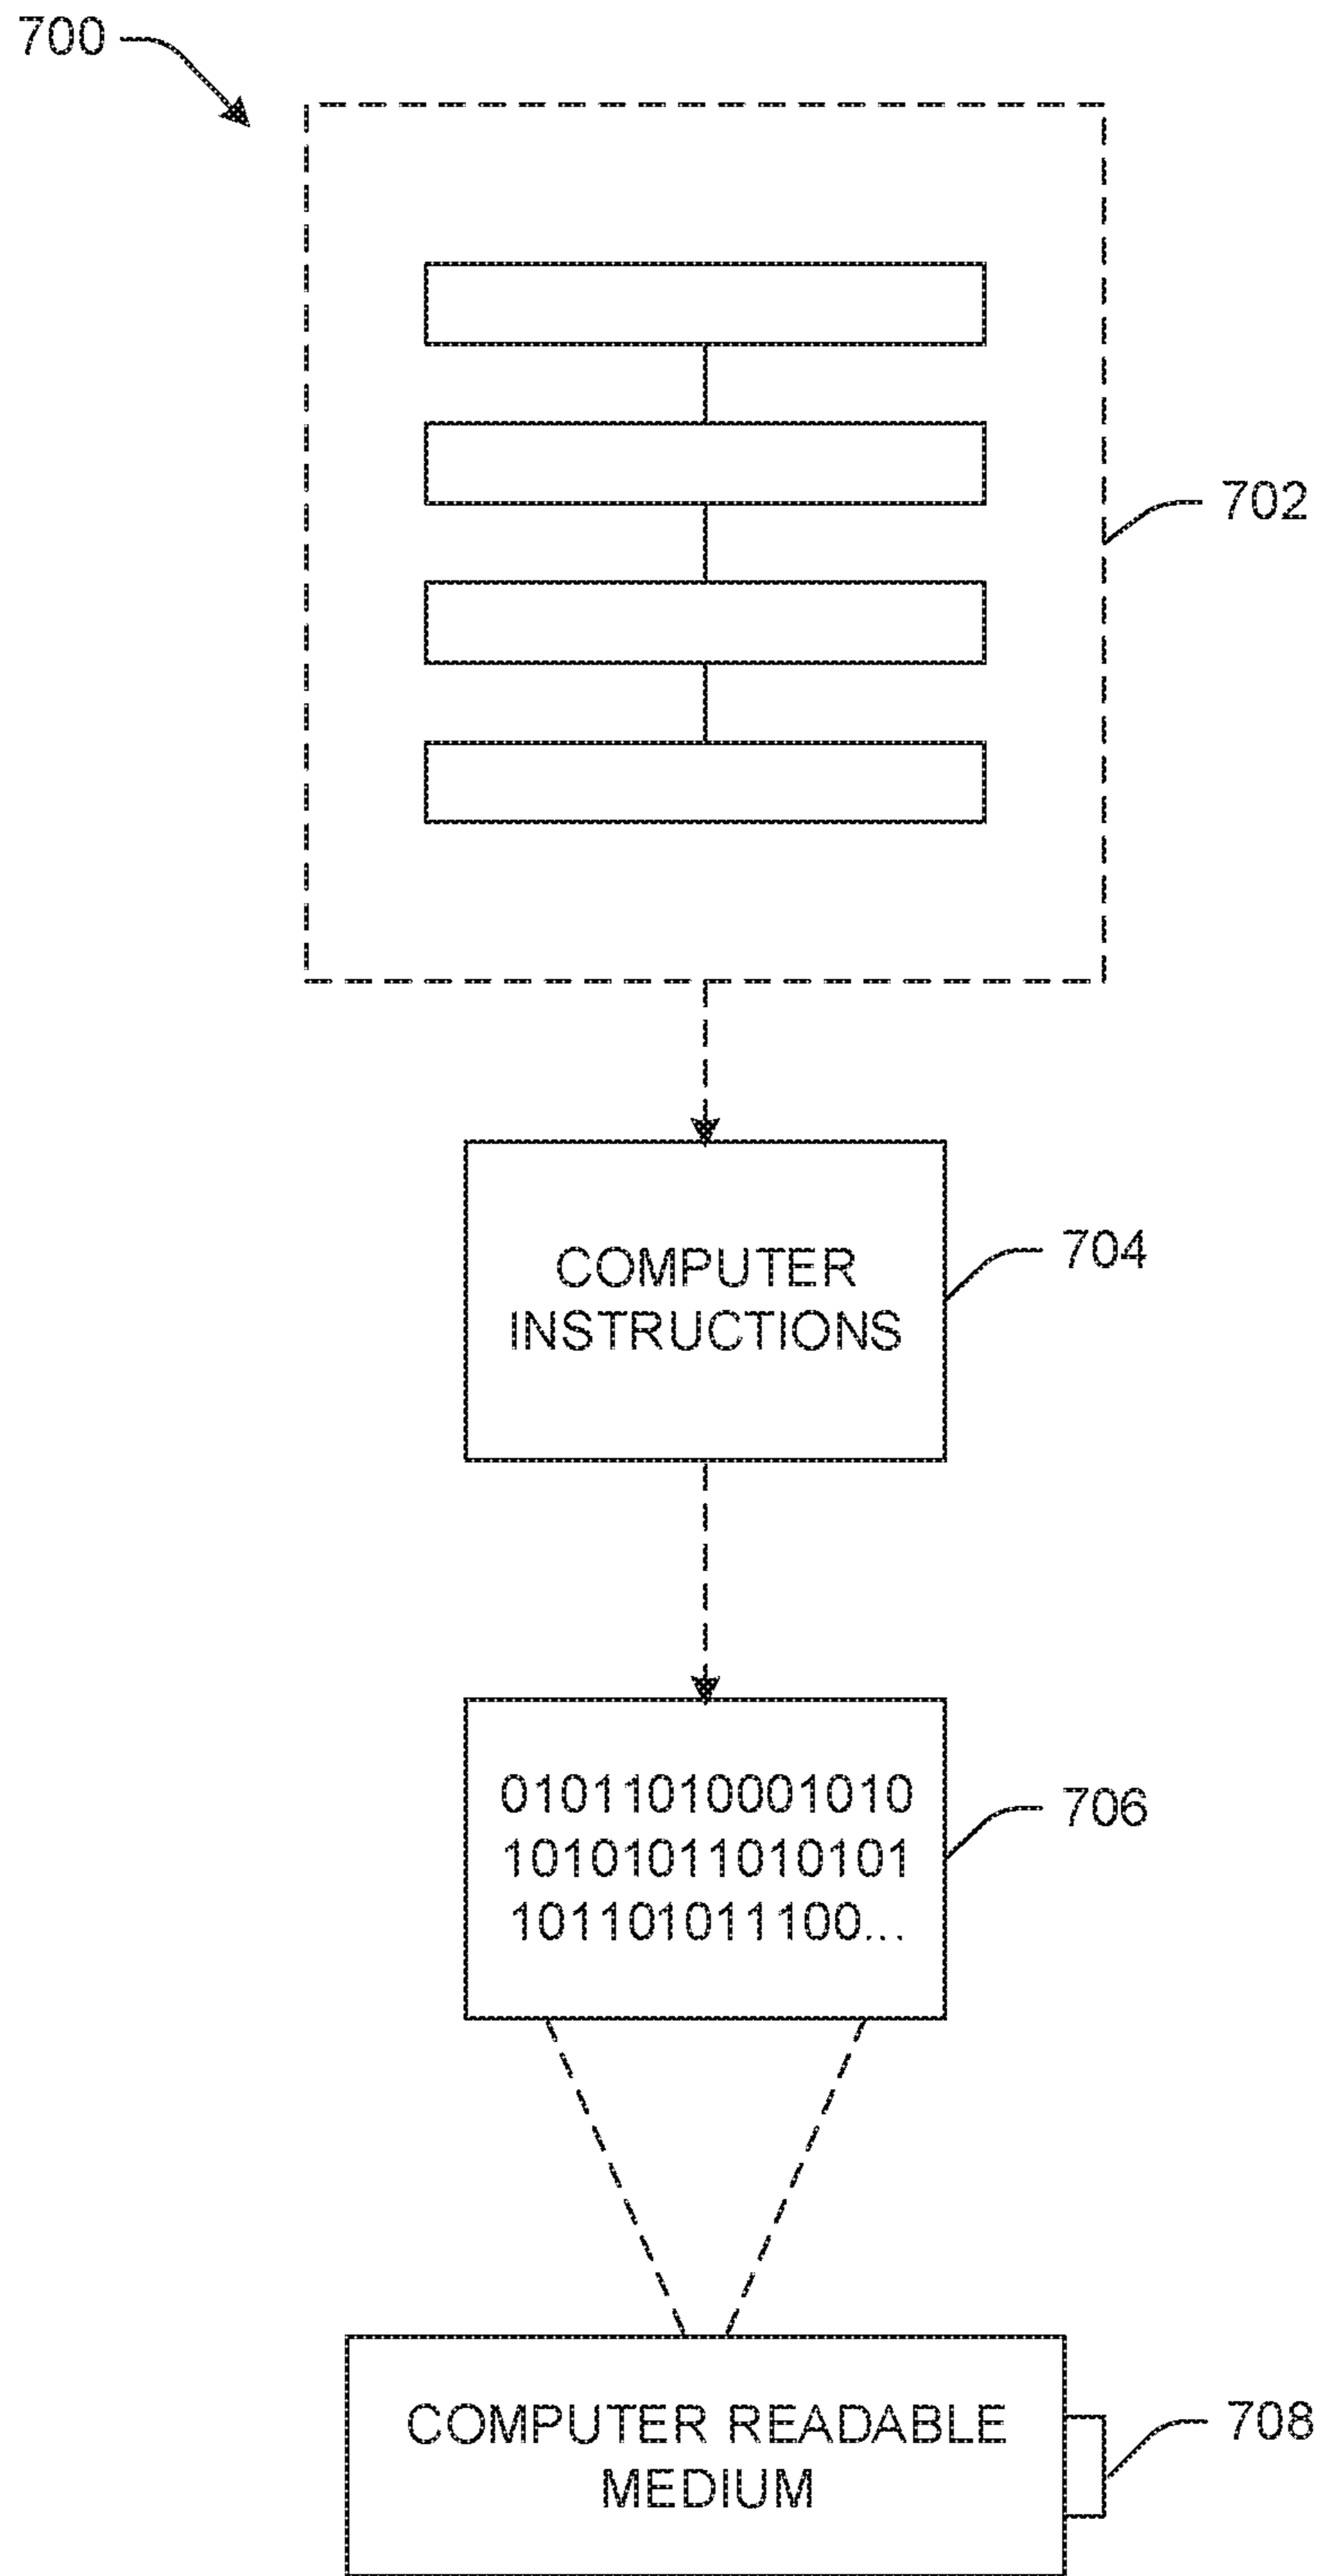 700
702
COMPUTER
INSTRUCTIONS
704
01011010001010
10101011010101
101101011100...
706
COMPUTER READABLE
MEDIUM
708